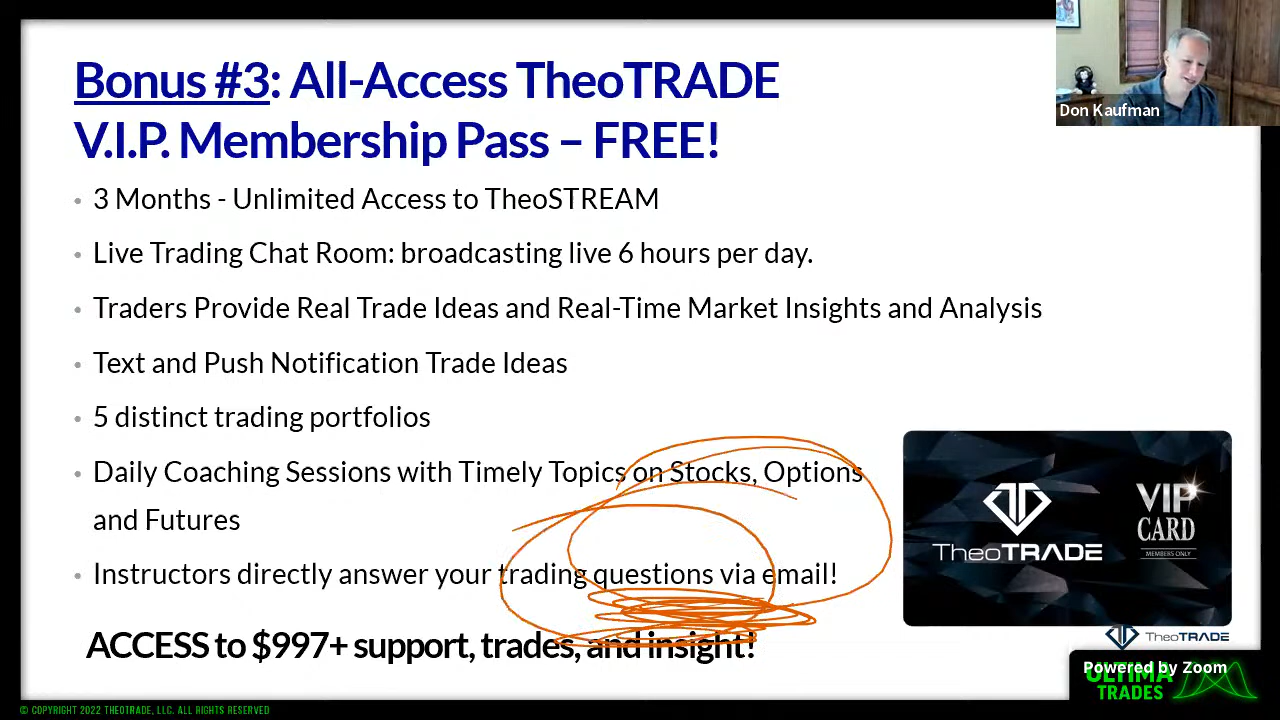 Bonus #3: All-Access TheoTRADE
V.I.P. Membership Pass – FREE!
Don Kaufman
• 3 Months - Unlimited Access to TheoSTREAM
• Live Trading Chat Room: broadcasting live 6 hours per day.
• Traders Provide Real Trade Ideas and Real-Time Market Insights and Analysis
• Text and Push Notification Trade Ideas
• 5 distinct trading portfolios
• Daily Coaching Sessions with Timely Topics on Stocks, Options
and Futures
• Instructors directly answer your trading questions via email!
ACCESS to $997+ support, trades, and insight!
TheoTRADE
VIP
CARD
MEMBERS ONLY
TheoTRADE
Powered by Zoom
ULTIMA
TRADES
© COPYRIGHT 2022 THEOTRADE, LLC. ALL RIGHTS RESERVED